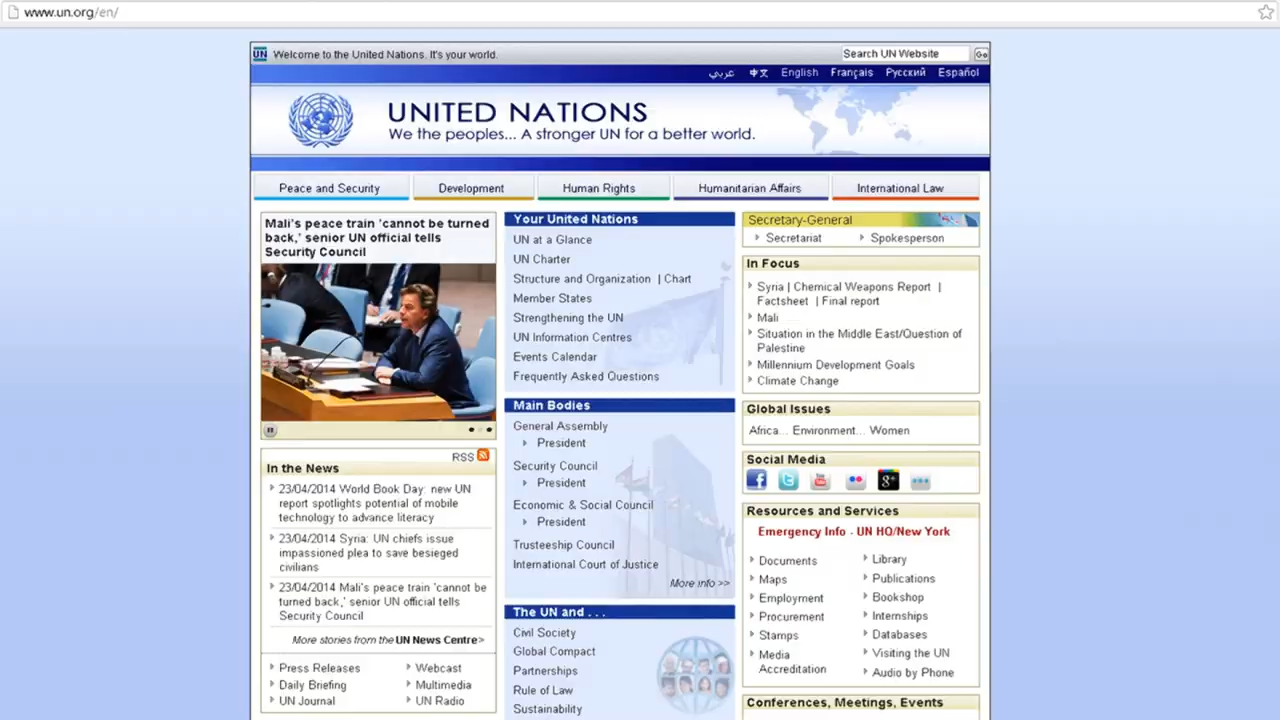 www.un.org/en/
UN Welcome to the United Nations. It's your world.
Search UN Website Go
عربي 中文 English Français Русский Español
UNITED NATIONS
We the peoples... A stronger UN for a better world.
Peace and Security Development Human Rights Humanitarian Affairs International Law
Mali's peace train 'cannot be turned
back,' senior UN official tells
Security Council
RSS
In the News
23/04/2014 World Book Day: new UN
report spotlights potential of mobile
technology to advance literacy
23/04/2014 Syria: UN chiefs issue
impassioned plea to save besieged
civilians
23/04/2014 Mali's peace train 'cannot be
turned back,' senior UN official tells
Security Council
More stories from the UN News Centre>
Press Releases Webcast
Daily Briefing Multimedia
UN Journal UN Radio
Your United Nations
UN at a Glance
UN Charter
Structure and Organization | Chart
Member States
Strengthening the UN
UN Information Centres
Events Calendar
Frequently Asked Questions
Main Bodies
General Assembly
President
Security Council
President
Economic & Social Council
President
Trusteeship Council
International Court of Justice
More info >>
The UN and . . .
Civil Society
Global Compact
Partnerships
Rule of Law
Sustainability
Secretary-General
Secretariat Spokesperson
In Focus
Syria | Chemical Weapons Report |
Factsheet | Final report
Mali
Situation in the Middle East/Question of
Palestine
Millennium Development Goals
Climate Change
Global Issues
Africa... Environment... Women
Social Media
f t You Tube g+
Resources and Services
Emergency Info - UN HQ/New York
Documents Library
Maps Publications
Employment Bookshop
Procurement Internships
Stamps Databases
Media Visiting the UN
Accreditation Audio by Phone
Conferences, Meetings, Events